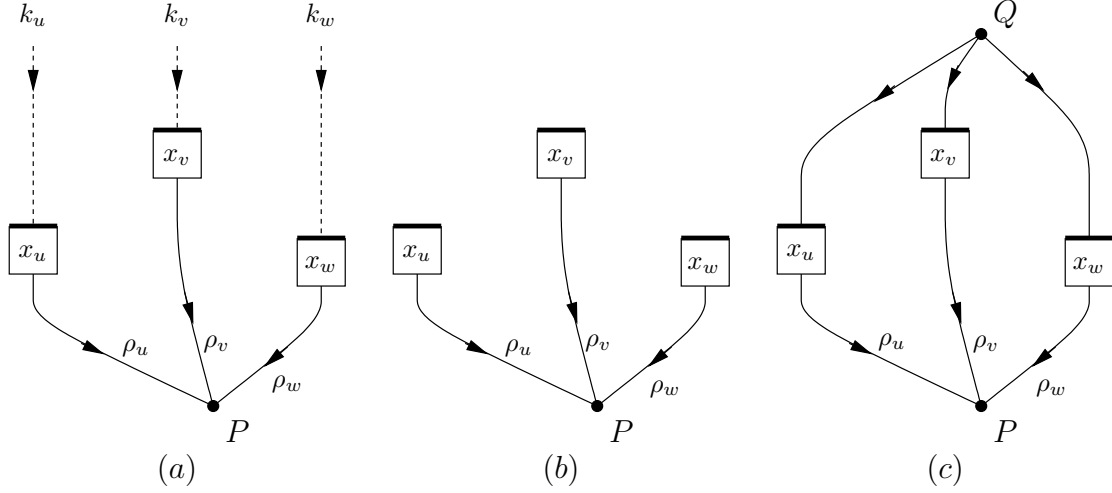 k_u k_v k_w Q
x_v x_v x_v
x_u x_w x_u x_w x_u x_w
ρ_u ρ_v ρ_w ρ_u ρ_v ρ_w ρ_u ρ_v ρ_w
P P P
(a) (b) (c)